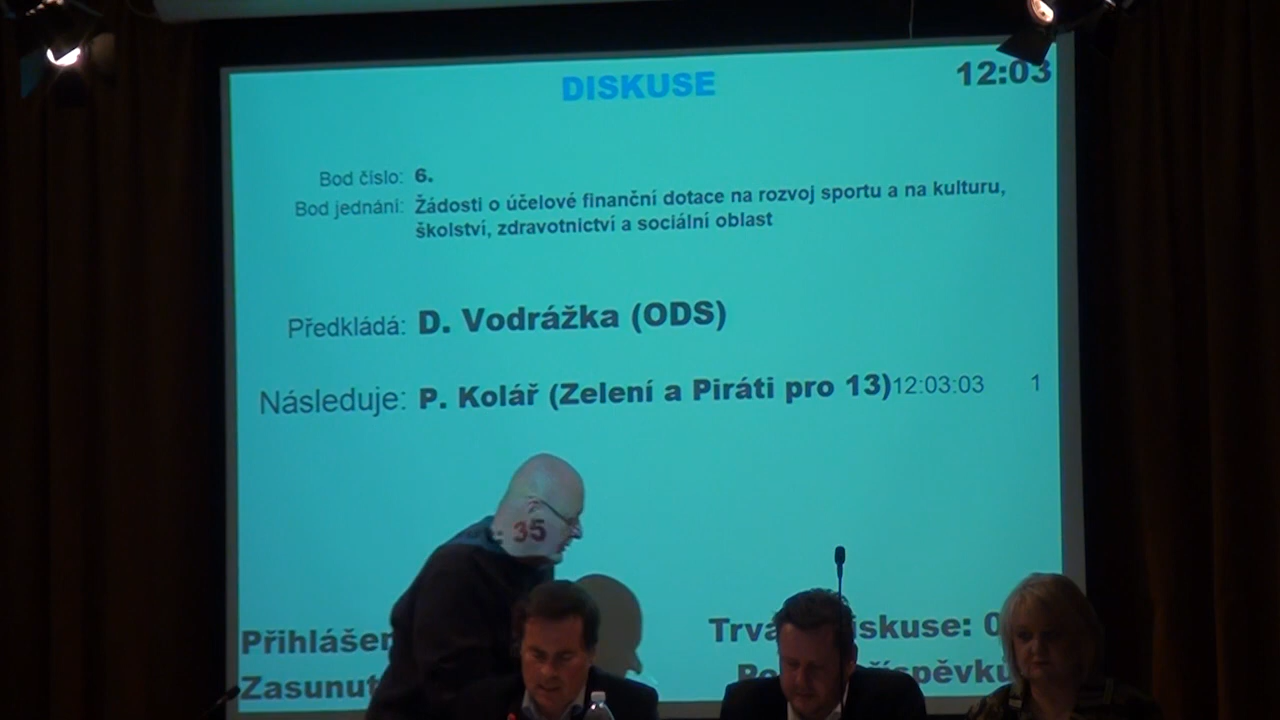 DISKUSE 12:03
Bod číslo: 6.
Bod jednání: Žádosti o účelové finanční dotace na rozvoj sportu a na kulturu,
školství, zdravotnictví a sociální oblast
Předkládá: D. Vodrážka (ODS)
Následuje: P. Kolář (Zelení a Piráti pro 13) 12:03:03 1
35